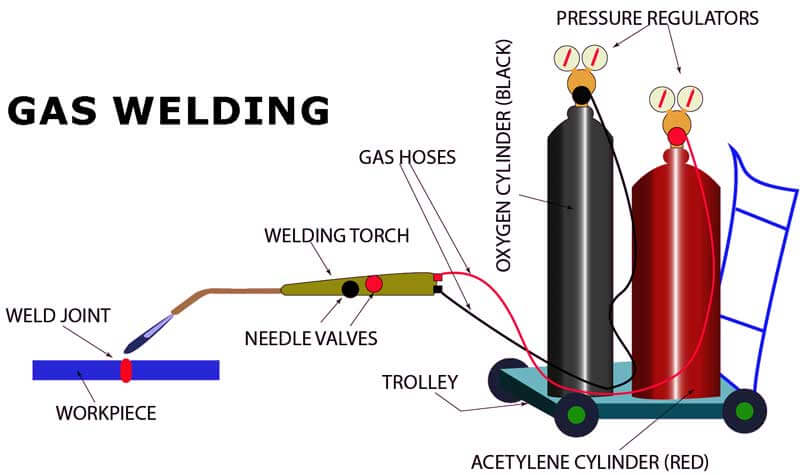 PRESSURE REGULATORS
GAS WELDING
OXYGEN CYLINDER (BLACK)
GAS HOSES
WELDING TORCH
WELD JOINT
NEEDLE VALVES
TROLLEY
WORKPIECE
ACETYLENE CYLINDER (RED)